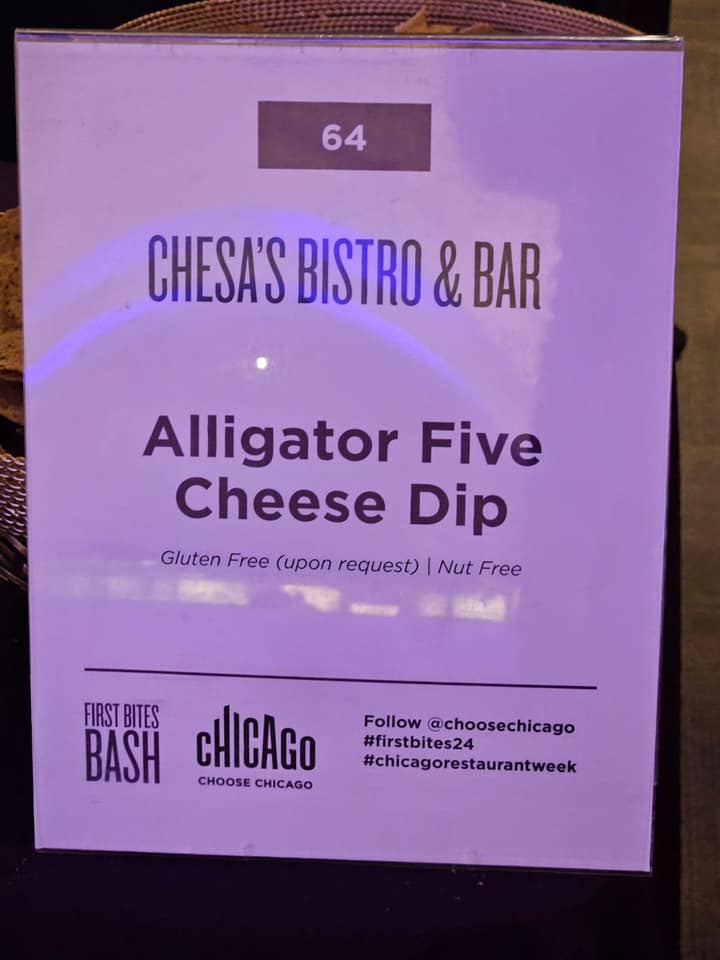 64
CHESA'S BISTRO & BAR
Alligator Five
Cheese Dip
Gluten Free (upon request) | Nut Free
FIRST BITES
BASH
CHICAGO
CHOOSE CHICAGO
Follow @choosechicago
#firstbites24
#chicagorestaurantweek